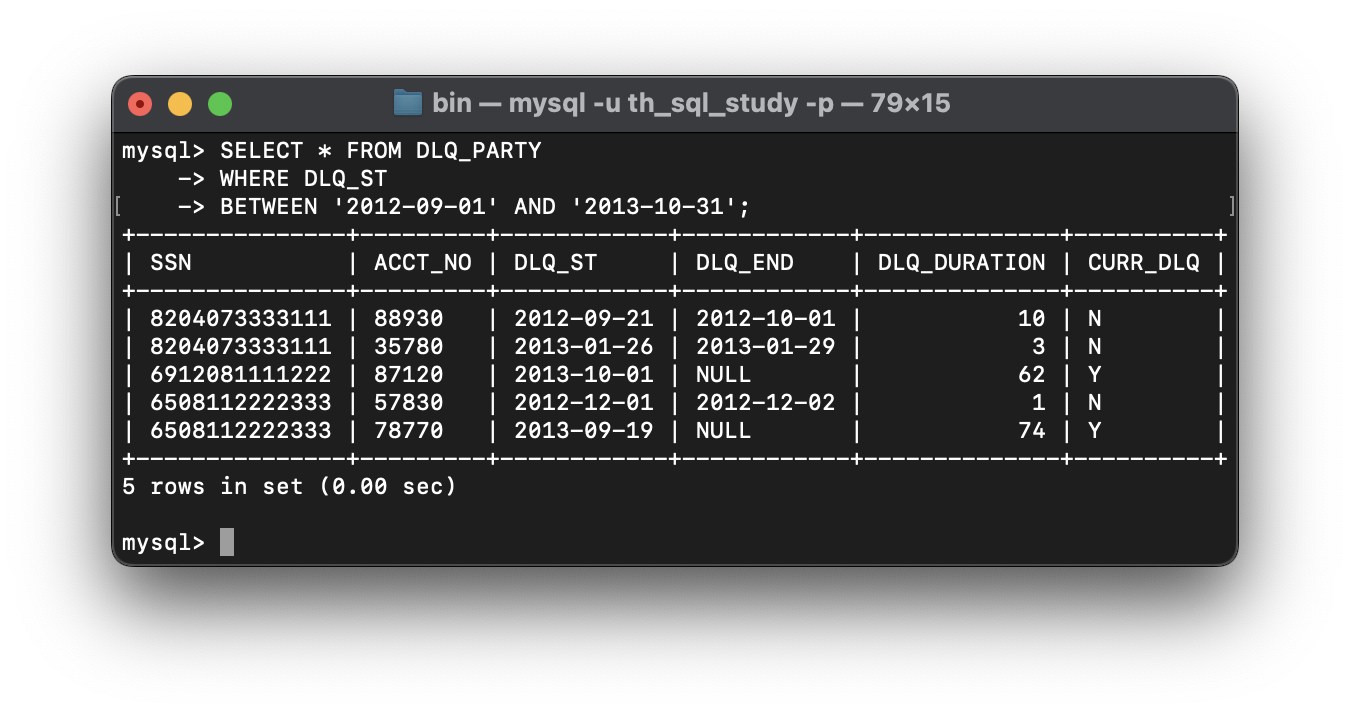 bin — mysql -u th_sql_study -p — 79×15
mysql> SELECT * FROM DLQ_PARTY
    -> WHERE DLQ_ST
[    -> BETWEEN '2012-09-01' AND '2013-10-31'; ]
+---------------+---------+------------+------------+--------------+----------+
| SSN           | ACCT_NO | DLQ_ST     | DLQ_END    | DLQ_DURATION | CURR_DLQ |
+---------------+---------+------------+------------+--------------+----------+
| 8204073333111 | 88930   | 2012-09-21 | 2012-10-01 |           10 | N        |
| 8204073333111 | 35780   | 2013-01-26 | 2013-01-29 |            3 | N        |
| 6912081111222 | 87120   | 2013-10-01 | NULL       |           62 | Y        |
| 6508112222333 | 57830   | 2012-12-01 | 2012-12-02 |            1 | N        |
| 6508112222333 | 78770   | 2013-09-19 | NULL       |           74 | Y        |
+---------------+---------+------------+------------+--------------+----------+
5 rows in set (0.00 sec)
mysql>